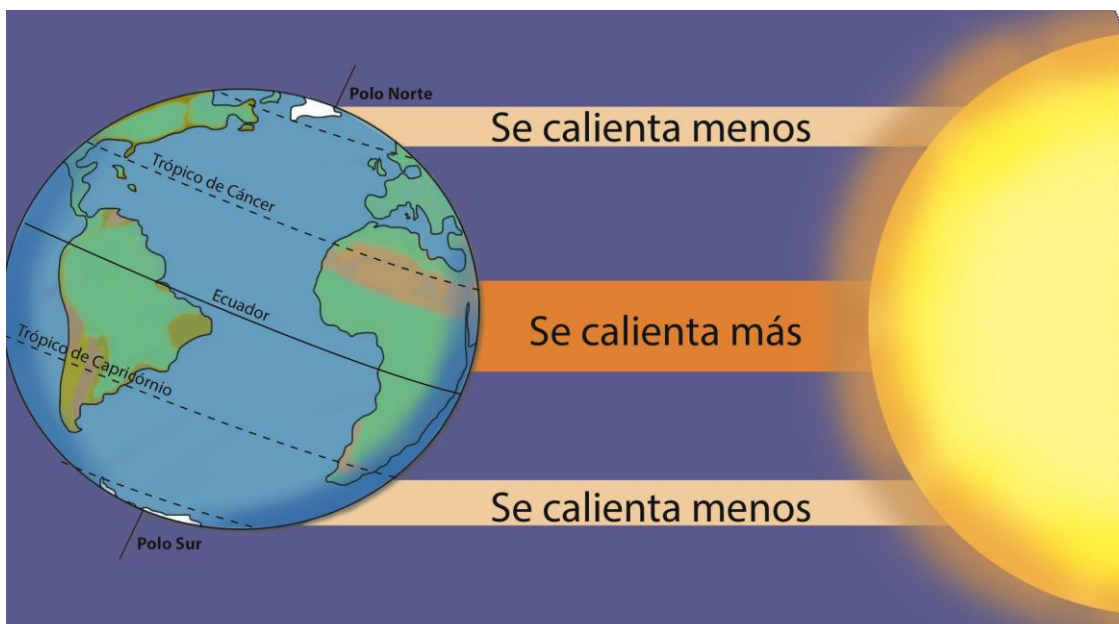 Polo Norte
Se calienta menos
Trópico de Cáncer
Ecuador
Se calienta más
Trópico de Capricórnio
Se calienta menos
Polo Sur